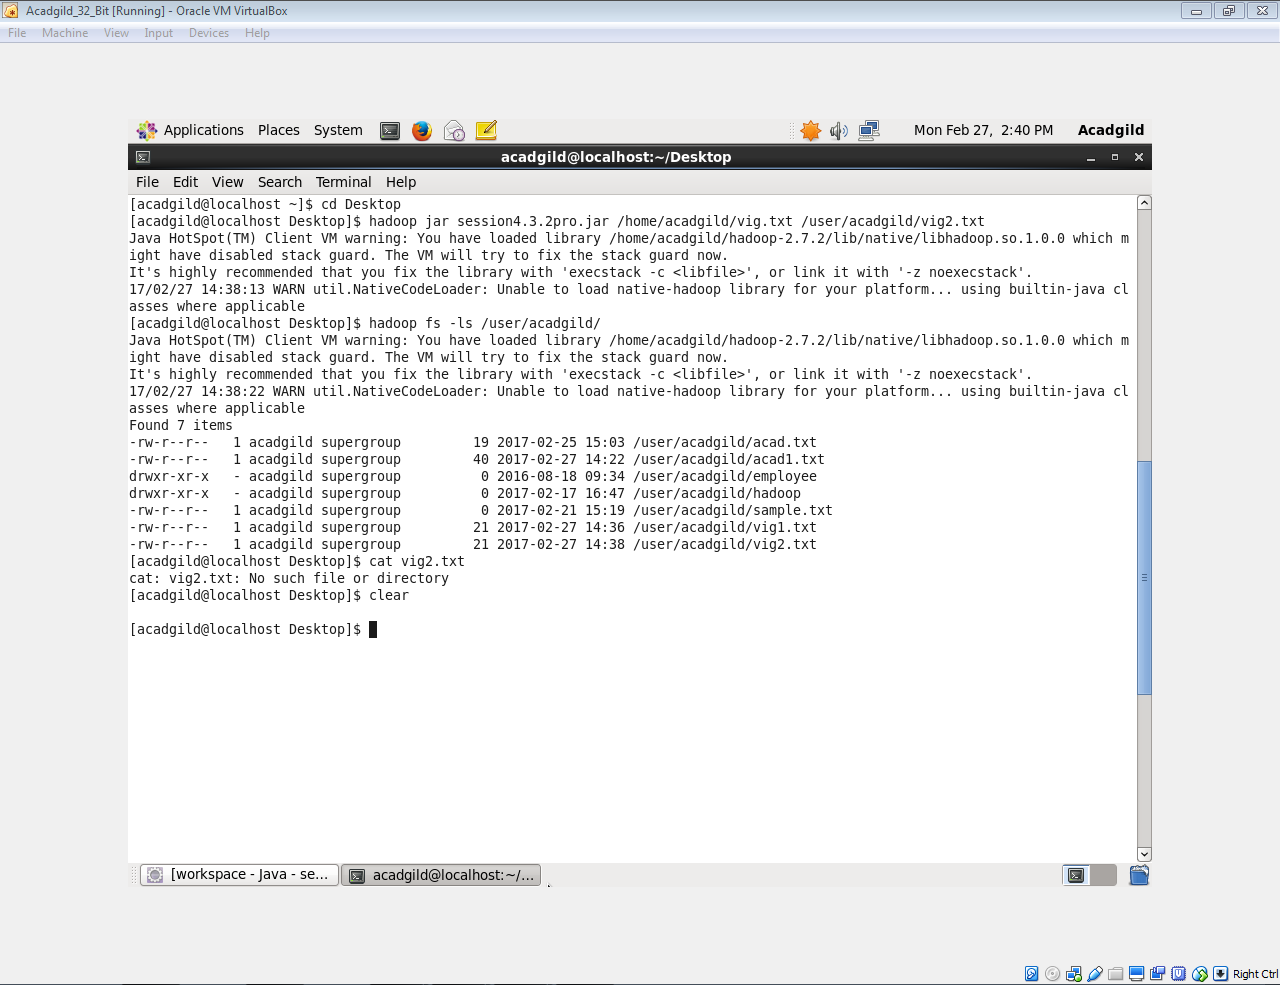 Acadgild_32_Bit [Running] - Oracle VM VirtualBox
File Machine View Input Devices Help
Applications Places System Mon Feb 27, 2:40 PM Acadgild
acadgild@localhost:~/Desktop
File Edit View Search Terminal Help
[acadgild@localhost ~]$ cd Desktop
[acadgild@localhost Desktop]$ hadoop jar session4.3.2pro.jar /home/acadgild/vig.txt /user/acadgild/vig2.txt
Java HotSpot(TM) Client VM warning: You have loaded library /home/acadgild/hadoop-2.7.2/lib/native/libhadoop.so.1.0.0 which m
ight have disabled stack guard. The VM will try to fix the stack guard now.
It's highly recommended that you fix the library with 'execstack -c <libfile>', or link it with '-z noexecstack'.
17/02/27 14:38:13 WARN util.NativeCodeLoader: Unable to load native-hadoop library for your platform... using builtin-java cl
asses where applicable
[acadgild@localhost Desktop]$ hadoop fs -ls /user/acadgild/
Java HotSpot(TM) Client VM warning: You have loaded library /home/acadgild/hadoop-2.7.2/lib/native/libhadoop.so.1.0.0 which m
ight have disabled stack guard. The VM will try to fix the stack guard now.
It's highly recommended that you fix the library with 'execstack -c <libfile>', or link it with '-z noexecstack'.
17/02/27 14:38:22 WARN util.NativeCodeLoader: Unable to load native-hadoop library for your platform... using builtin-java cl
asses where applicable
Found 7 items
-rw-r--r--   1 acadgild supergroup         19 2017-02-25 15:03 /user/acadgild/acad.txt
-rw-r--r--   1 acadgild supergroup         40 2017-02-27 14:22 /user/acadgild/acad1.txt
drwxr-xr-x   - acadgild supergroup          0 2016-08-18 09:34 /user/acadgild/employee
drwxr-xr-x   - acadgild supergroup          0 2017-02-17 16:47 /user/acadgild/hadoop
-rw-r--r--   1 acadgild supergroup          0 2017-02-21 15:19 /user/acadgild/sample.txt
-rw-r--r--   1 acadgild supergroup         21 2017-02-27 14:36 /user/acadgild/vig1.txt
-rw-r--r--   1 acadgild supergroup         21 2017-02-27 14:38 /user/acadgild/vig2.txt
[acadgild@localhost Desktop]$ cat vig2.txt
cat: vig2.txt: No such file or directory
[acadgild@localhost Desktop]$ clear
[acadgild@localhost Desktop]$
[workspace - Java - se... acadgild@localhost:~/...
Right Ctrl